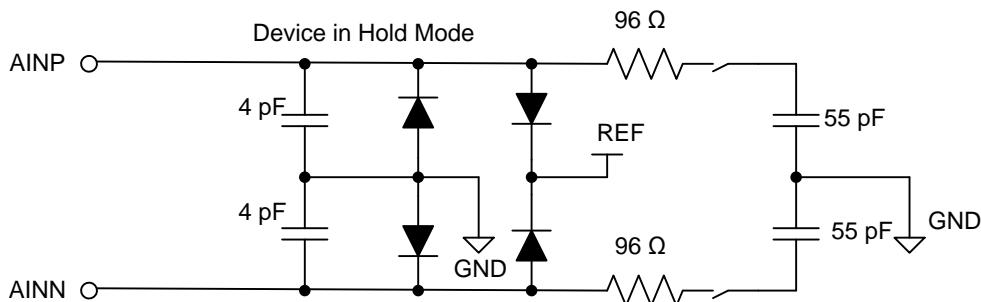 96 Ω
Device in Hold Mode
AINP
4 pF
55 pF
REF
4 pF
GND
55 pF
GND
96 Ω
AINN